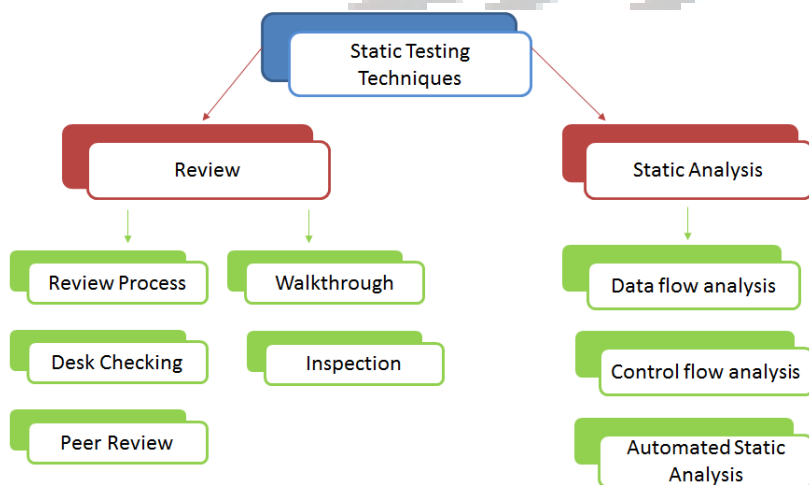 Static Testing
Techniques
Review
Static Analysis
Review Process
Walkthrough
Data flow analysis
Desk Checking
Inspection
Control flow analysis
Peer Review
Automated Static
Analysis